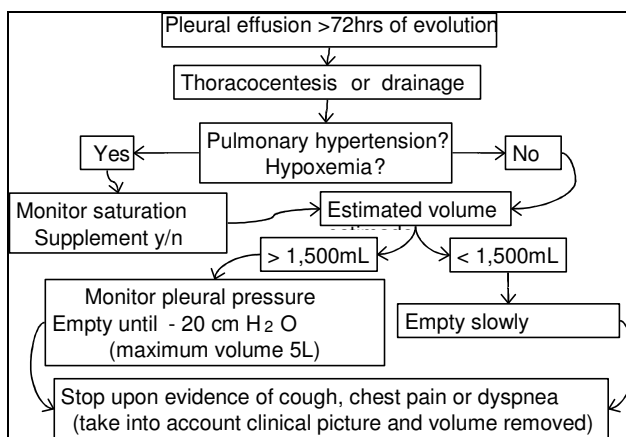 Pleural effusion >72hrs of evolution
Thoracocentesis or drainage
Pulmonary hypertension?
Hypoxemia?
Yes
No
Monitor saturation
Supplement y/n
Estimated volume
> 1,500mL
< 1,500mL
Monitor pleural pressure
Empty until - 20 cm H2O
(maximum volume 5L)
Empty slowly
Stop upon evidence of cough, chest pain or dyspnea
(take into account clinical picture and volume removed)